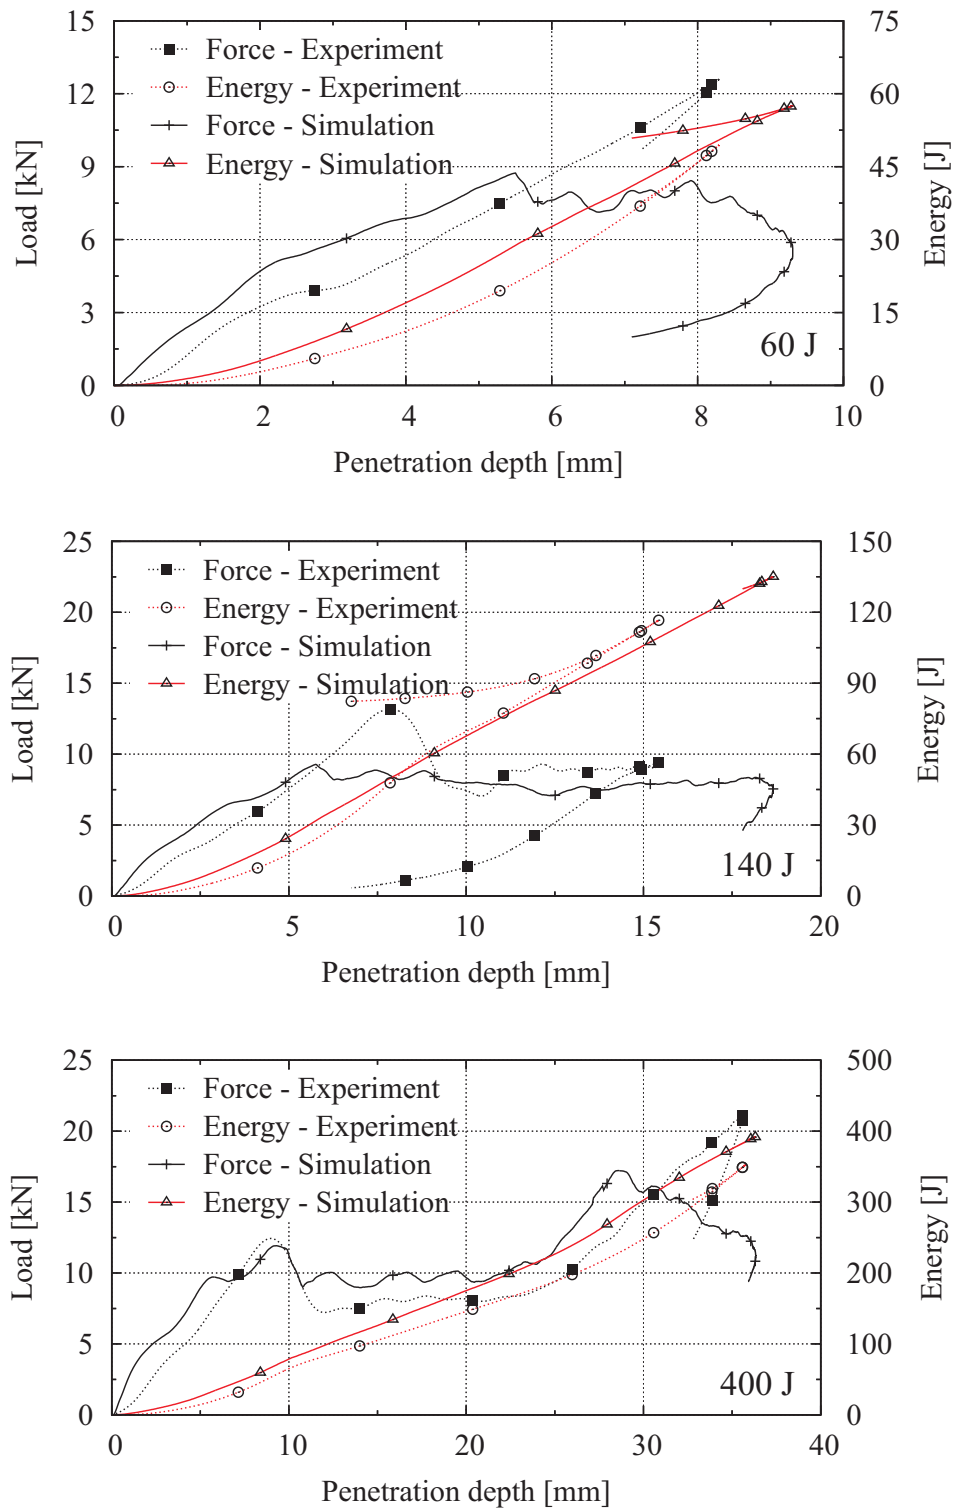 15
12
9
6
3
0
Load [kN]
Force - Experiment
Energy - Experiment
Force - Simulation
Energy - Simulation
75
60
45
30
15
0
Energy [J]
60 J
0 2 4 6 8 10
Penetration depth [mm]
25
20
15
10
5
0
Load [kN]
Force - Experiment
Energy - Experiment
Force - Simulation
Energy - Simulation
150
120
90
60
30
0
Energy [J]
140 J
0 5 10 15 20
Penetration depth [mm]
25
20
15
10
5
0
Load [kN]
Force - Experiment
Energy - Experiment
Force - Simulation
Energy - Simulation
500
400
300
200
100
0
Energy [J]
400 J
0 10 20 30 40
Penetration depth [mm]